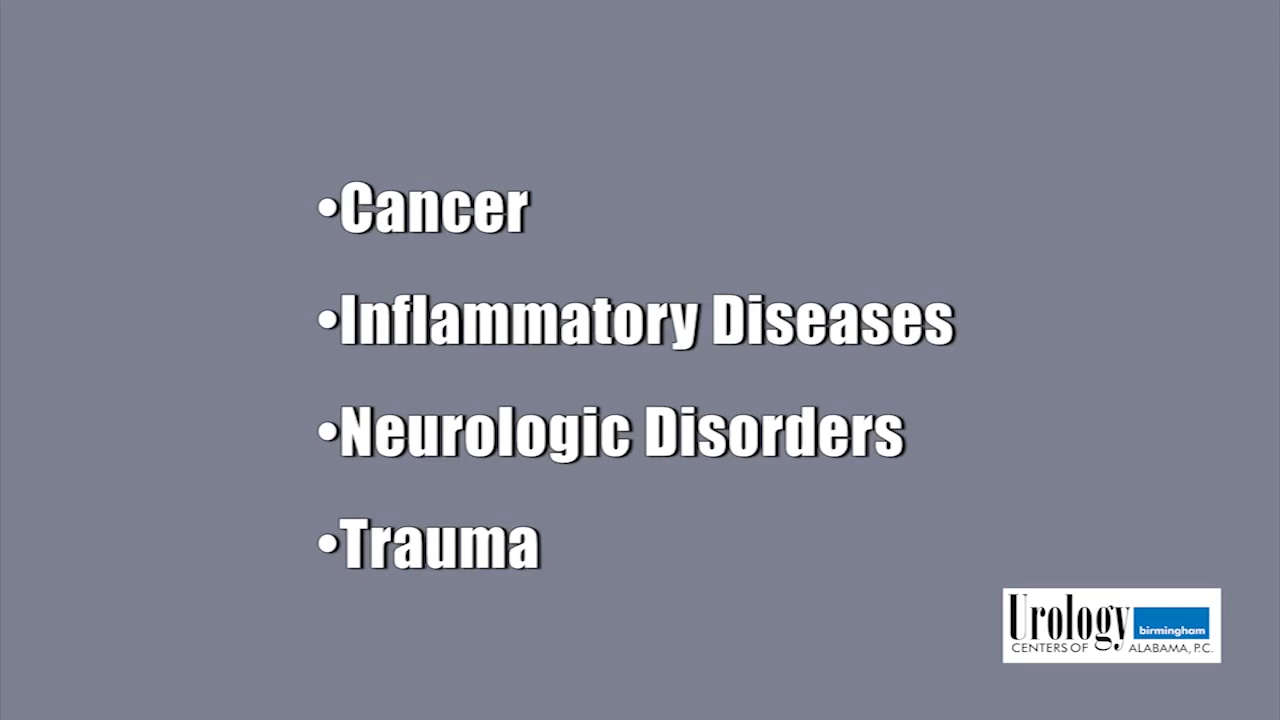 •Cancer
•Inflammatory Diseases
•Neurologic Disorders
•Trauma
Urology birmingham
CENTERS OF ALABAMA, P.C.